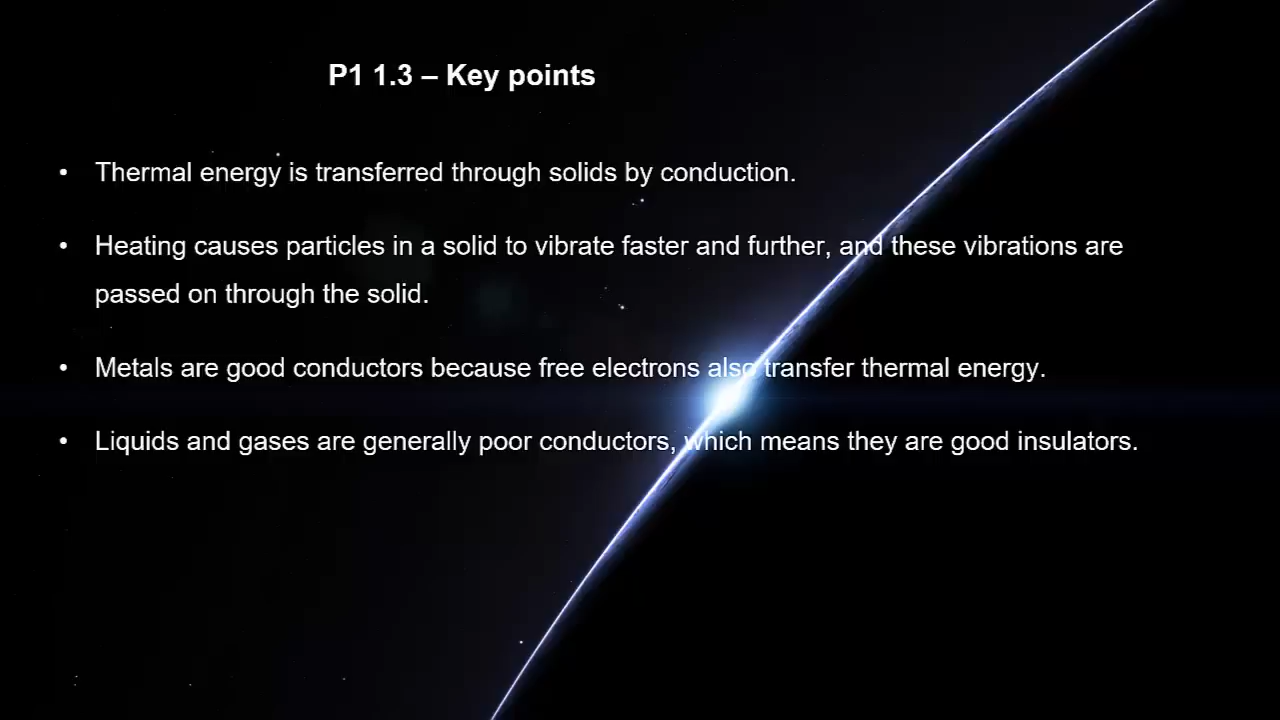 P1 1.3 – Key points
• Thermal energy is transferred through solids by conduction.
• Heating causes particles in a solid to vibrate faster and further, and these vibrations are
passed on through the solid.
• Metals are good conductors because free electrons also transfer thermal energy.
• Liquids and gases are generally poor conductors, which means they are good insulators.